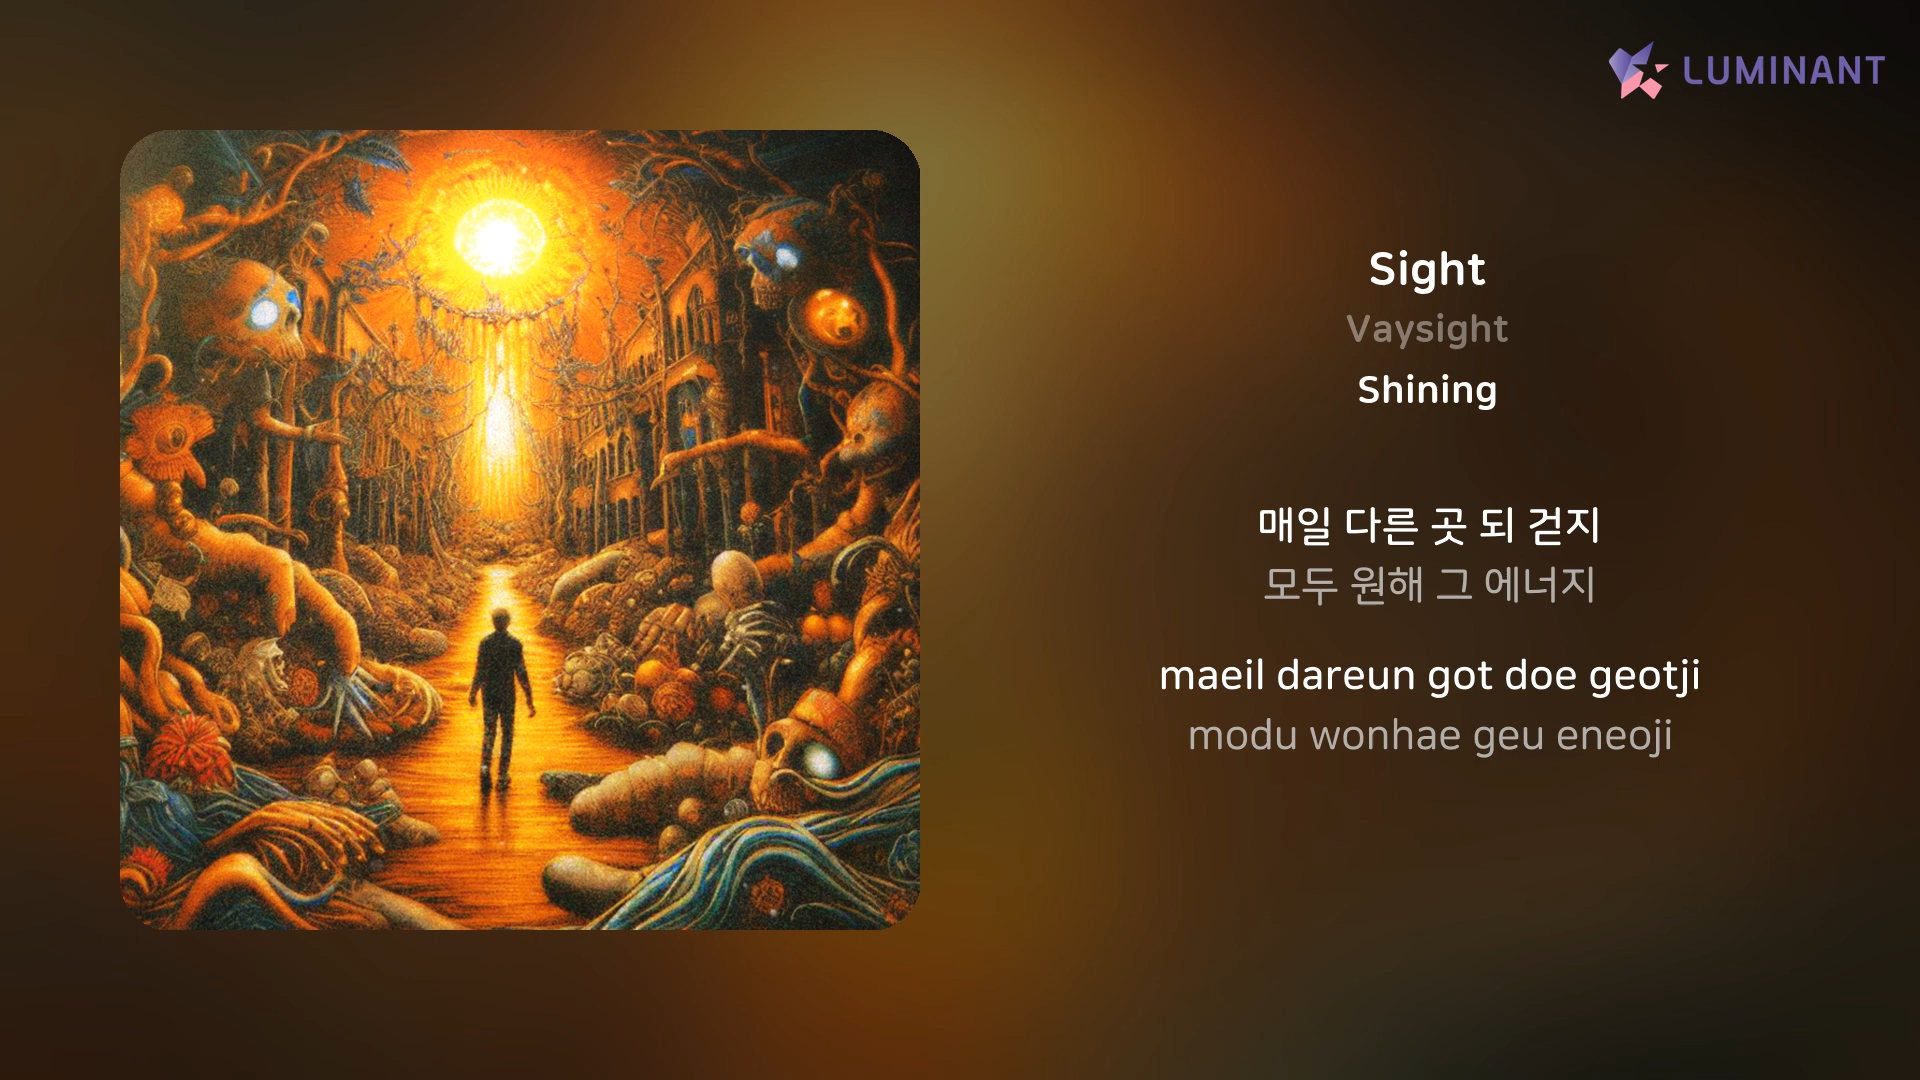 LUMINANT
Sight
Vaysight
Shining
매일 다른 곳 되 걷지
모두 원해 그 에너지
maeil dareun got doe geotji
modu wonhae geu eneoji